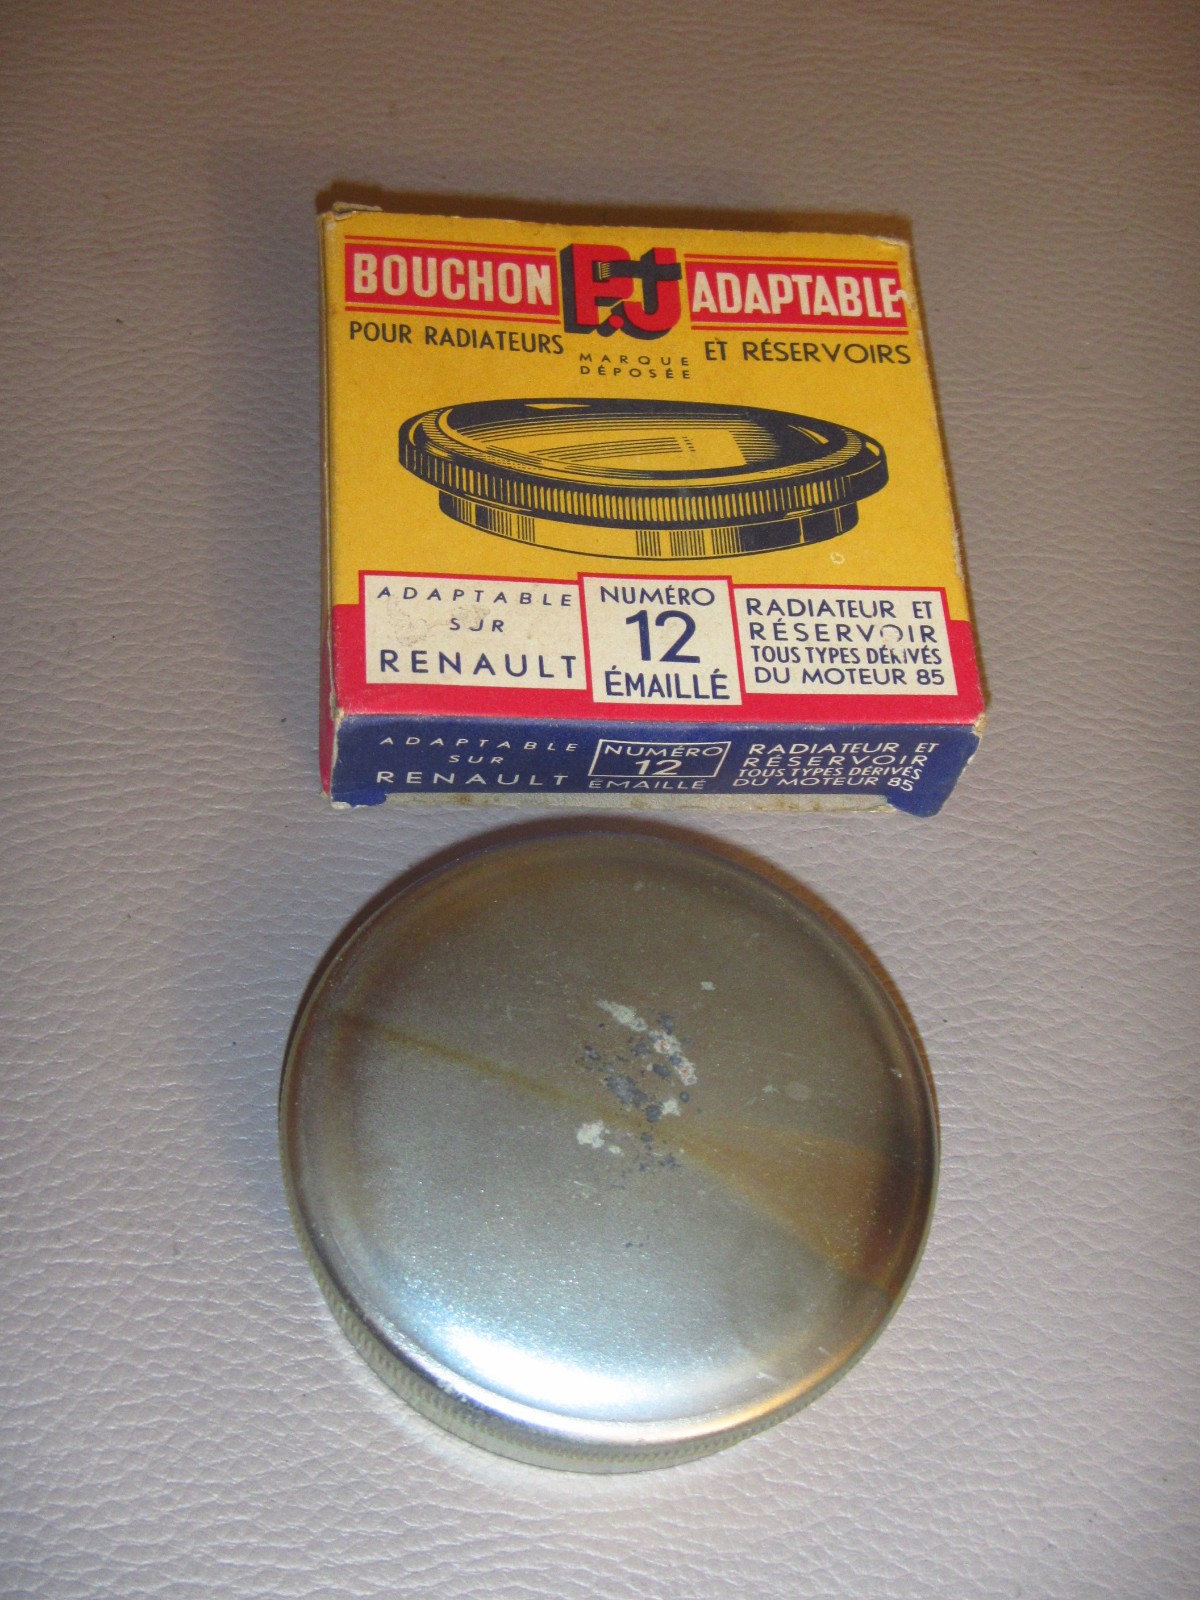 BOUCHON P.J ADAPTABLE
POUR RADIATEURS ET RÉSERVOIRS
MARQUE
DÉPOSÉE
ADAPTABLE
SUR
RENAULT
NUMÉRO
12
ÉMAILLÉ
RADIATEUR ET
RÉSERVOIR
TOUS TYPES DÉRIVÉS
DU MOTEUR 85
ADAPTABLE
SUR
RENAULT
NUMÉRO
12
ÉMAILLÉ
RADIATEUR ET
RÉSERVOIR
TOUS TYPES DÉRIVÉS
DU MOTEUR 85